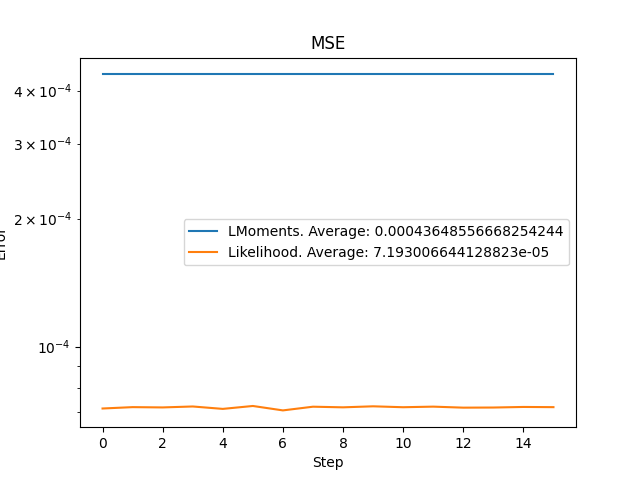 MSE
4 × 10⁻⁴
3 × 10⁻⁴
2 × 10⁻⁴
10⁻⁴
Error
LMoments. Average: 0.00043648556668254244
Likelihood. Average: 7.193006644128823e-05
0 2 4 6 8 10 12 14
Step